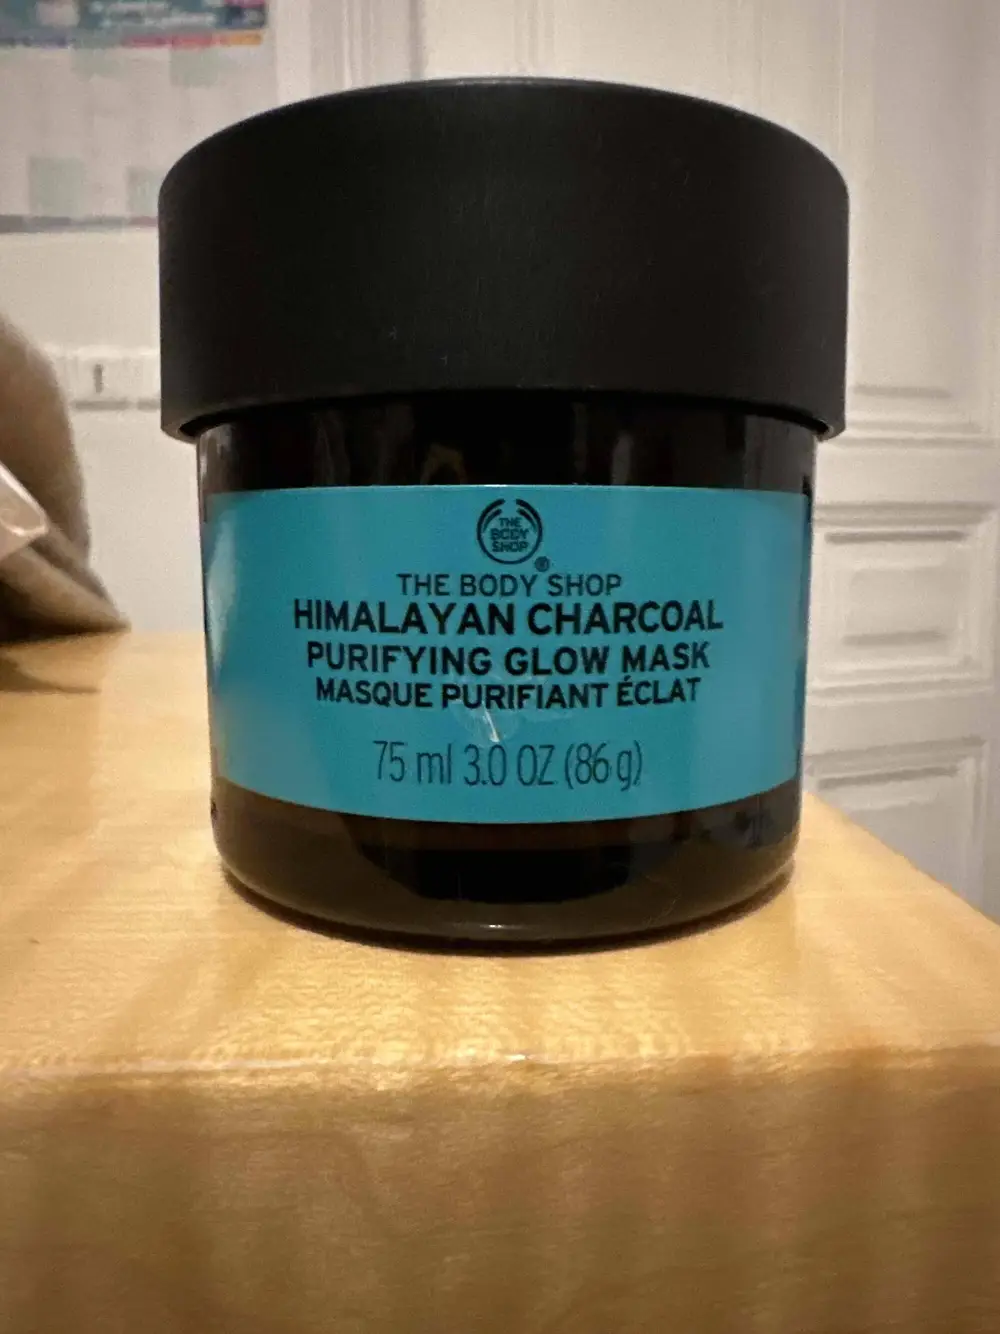 THE
BODY
SHOP
®
THE BODY SHOP
HIMALAYAN CHARCOAL
PURIFYING GLOW MASK
MASQUE PURIFIANT ÉCLAT
75 ml 3.0 OZ (86 g)